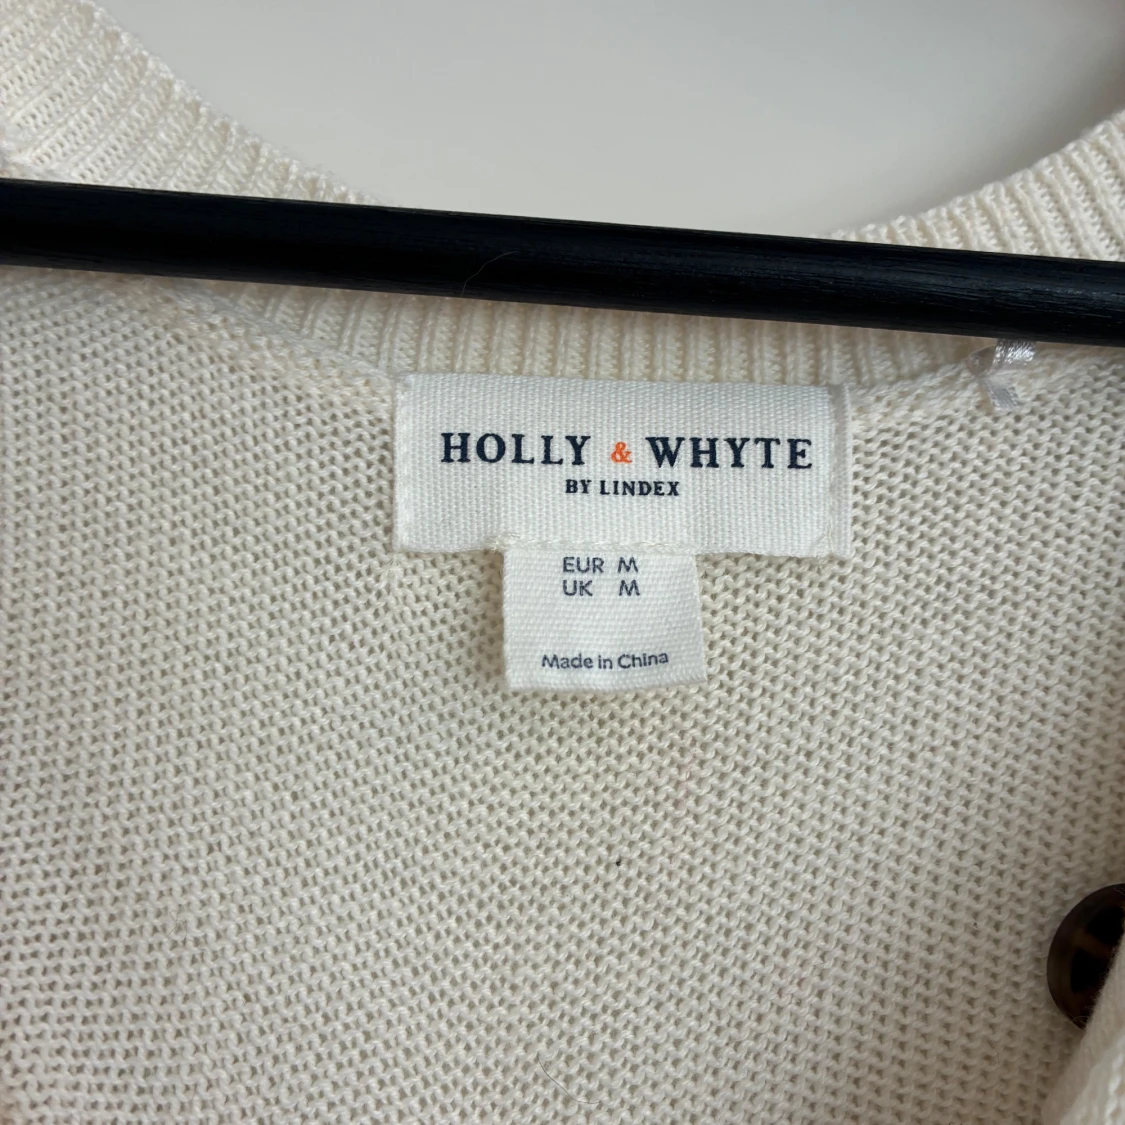 HOLLY & WHYTE
BY LINDEX
EUR M
UK M
Made in China